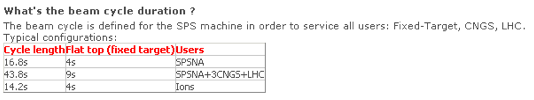 What's the beam cycle duration ?
The beam cycle is defined for the SPS machine in order to service all users: Fixed-Target, CNGS, LHC.
Typical configurations:
Cycle length Flat top (fixed target) Users
16.8s 4s SPSNA
43.8s 9s SPSNA+3CNGS+LHC
14.2s 4s Ions